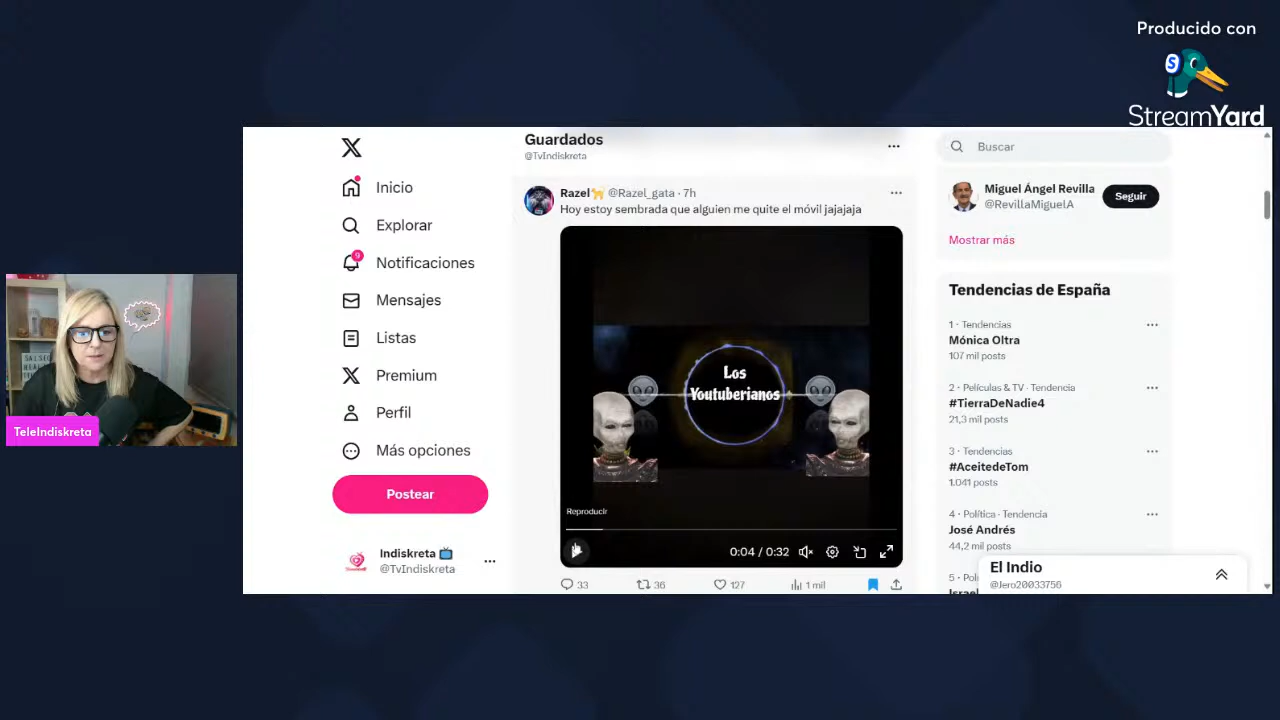 Producido con
StreamYard
Guardados
@TvIndiskreta
Buscar
Inicio
Explorar
9
Notificaciones
Mensajes
Listas
Premium
Perfil
Más opciones
Postear
Indiskreta
@TvIndiskreta
Razel @Razel_gata · 7h
Hoy estoy sembrada que alguien me quite el móvil jajajaja
Los
Youtuberianos
Reproducir
0:04 / 0:32
33
36
127
1 mil
Miguel Ángel Revilla
@RevillaMiguelA
Seguir
Mostrar más
Tendencias de España
1 · Tendencias
Mónica Oltra
107 mil posts
2 · Películas & TV · Tendencia
#TierraDeNadie4
21,3 mil posts
3 · Tendencias
#AceitedeTom
1.041 posts
4 · Política · Tendencia
José Andrés
44,2 mil posts
El Indio
@Jero20033756
TeleIndiskreta